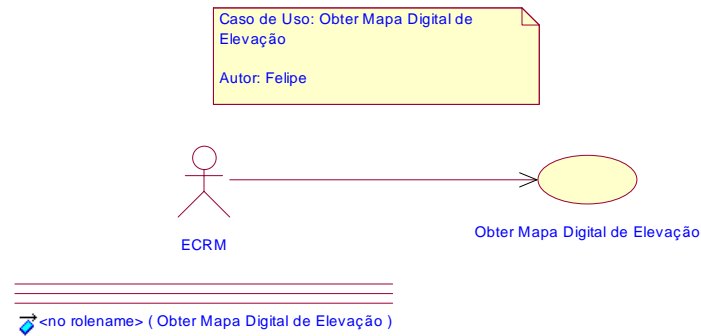 Caso de Uso: Obter Mapa Digital de
Elevação
Autor: Felipe
ECRM
Obter Mapa Digital de Elevação
<no rolename> ( Obter Mapa Digital de Elevação )